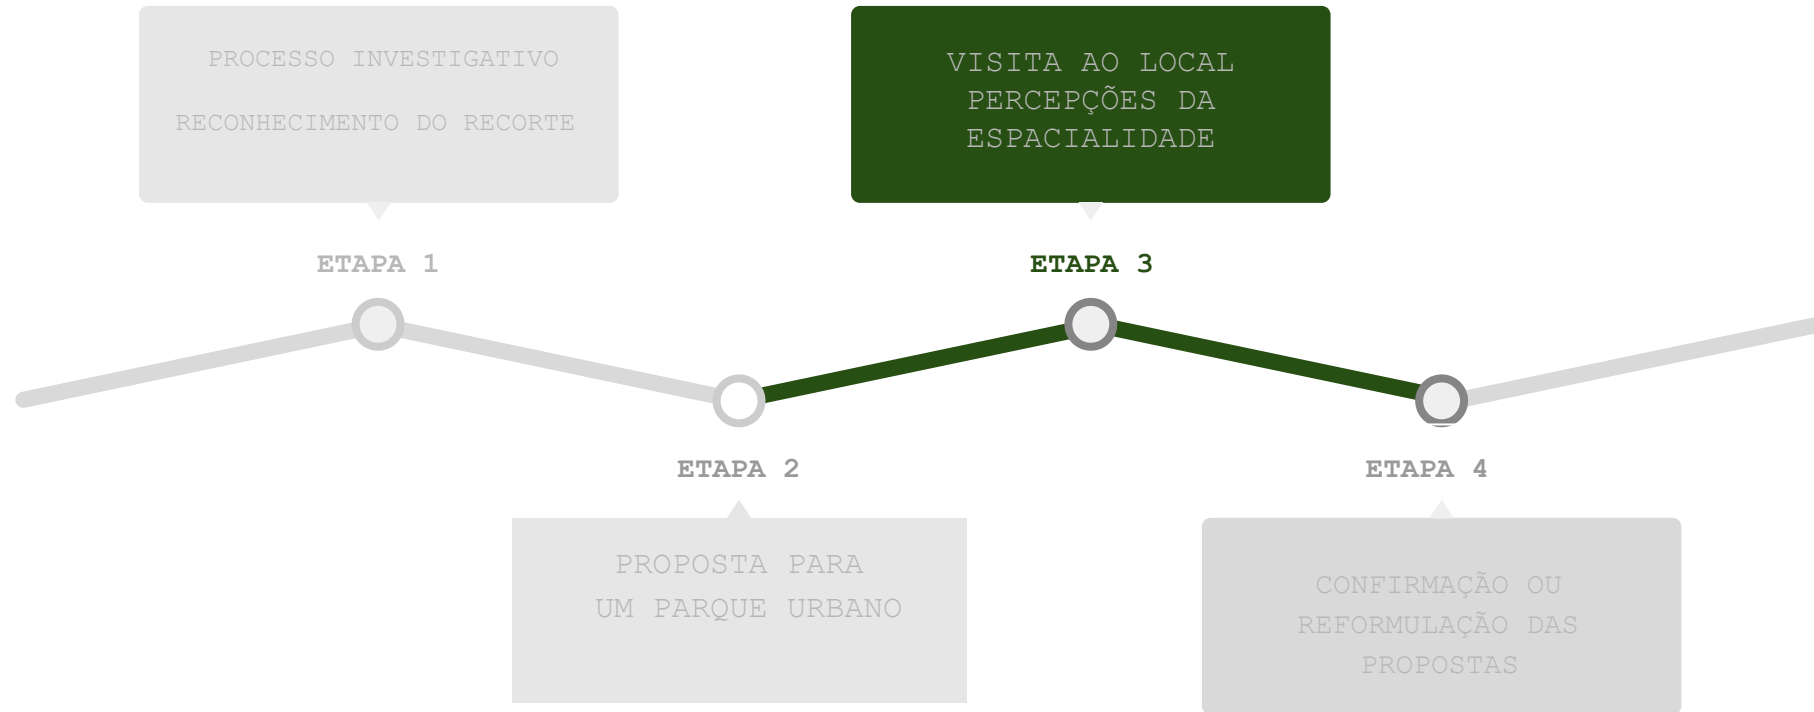 PROCESSO INVESTIGATIVO
RECONHECIMENTO DO RECORTE
ETAPA 1
PROPOSTA PARA
UM PARQUE URBANO
ETAPA 2
VISITA AO LOCAL
PERCEPÇÕES DA
ESPACIALIDADE
ETAPA 3
CONFIRMAÇÃO OU
REFORMULAÇÃO DAS
PROPOSTAS
ETAPA 4